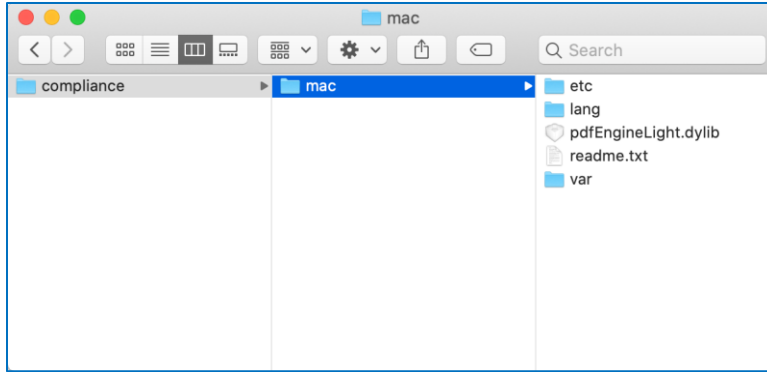 mac
Search
compliance
mac
etc
lang
pdfEngineLight.dylib
readme.txt
var